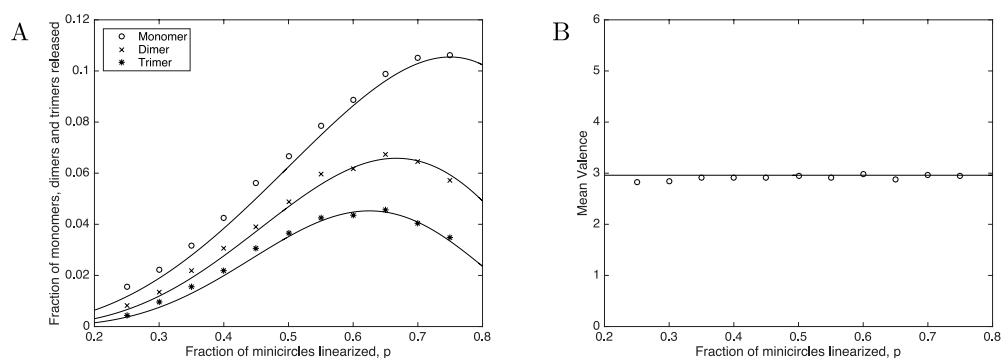 A
Fraction of monomers, dimers and trimers released
0.12
0.1
0.08
0.06
0.04
0.02
0
Monomer
Dimer
Trimer
0.2 0.3 0.4 0.5 0.6 0.7 0.8
Fraction of minicircles linearized, p
B
Mean Valence
6
5
4
3
2
1
0
0.2 0.3 0.4 0.5 0.6 0.7 0.8
Fraction of minicircles linearized, p